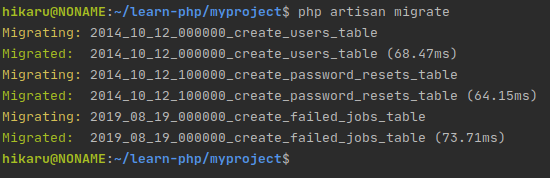 hikaru@NONAME:~/learn-php/myproject$ php artisan migrate
Migrating: 2014_10_12_000000_create_users_table
Migrated:  2014_10_12_000000_create_users_table (68.47ms)
Migrating: 2014_10_12_100000_create_password_resets_table
Migrated:  2014_10_12_100000_create_password_resets_table (64.15ms)
Migrating: 2019_08_19_000000_create_failed_jobs_table
Migrated:  2019_08_19_000000_create_failed_jobs_table (73.71ms)
hikaru@NONAME:~/learn-php/myproject$